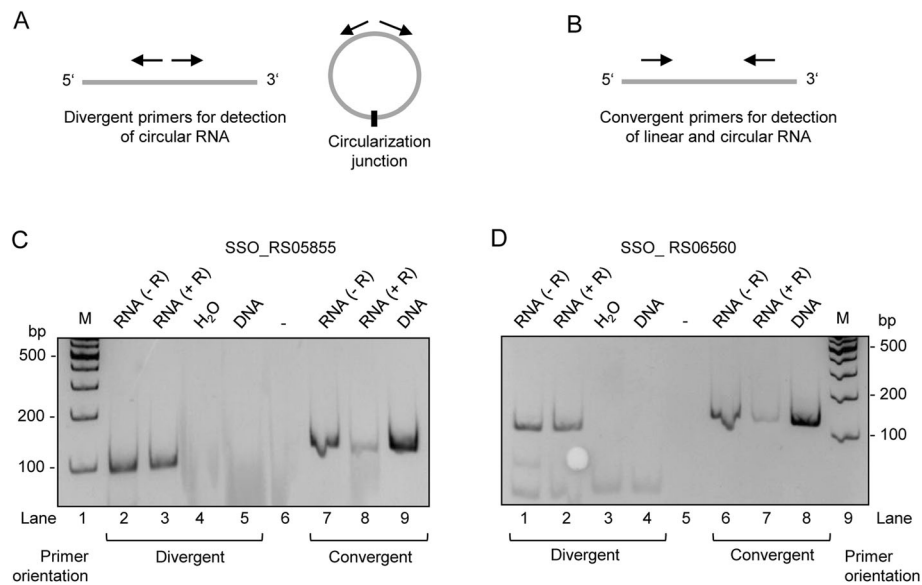 A
5‘
3‘
Divergent primers for detection
of circular RNA
Circularization
junction
B
5‘
3‘
Convergent primers for detection
of linear and circular RNA
C
SSO_RS05855
bp
M
RNA (- R)
RNA (+ R)
H₂O
DNA
-
RNA (- R)
RNA (+ R)
DNA
500 -
200 -
100 -
Lane
1 2 3 4 5 6 7 8 9
Primer
orientation
Divergent
Convergent
D
SSO_ RS06560
RNA (- R)
RNA (+ R)
H₂O
DNA
-
RNA (- R)
RNA (+ R)
DNA
M
bp
- 500
- 200
- 100
1 2 3 4 5 6 7 8 9
Lane
Divergent
Convergent
Primer
orientation